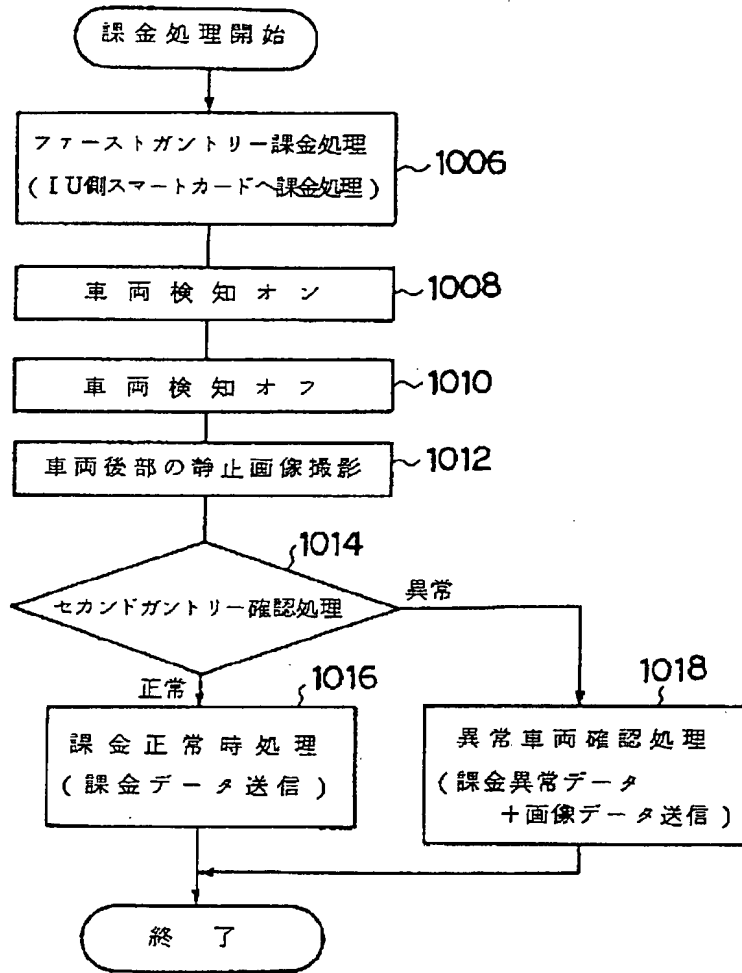 課金処理開始
ファーストガントリー課金処理
(IU側スマートカードへ課金処理)
1006
車両検知オン
1008
車両検知オフ
1010
車両後部の静止画像撮影
1012
1014
セカンドガントリー確認処理
異常
正常
1016
課金正常時処理
(課金データ送信)
1018
異常車両確認処理
(課金異常データ
+画像データ送信)
終了